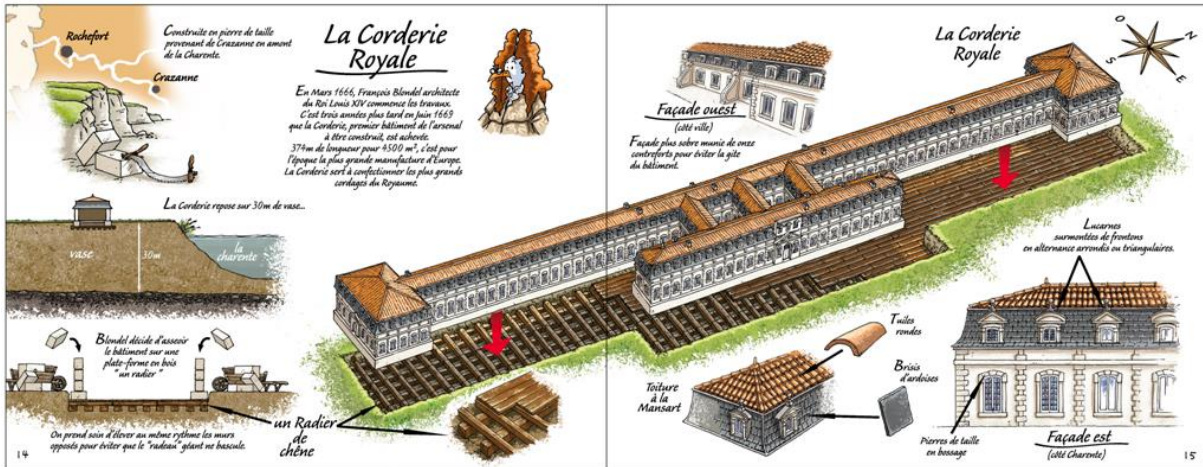 Rochefort
Crazanne
Construite en pierre de taille
provenant de Crazanne en amont
de la Charente.
La Corderie
Royale
En Mars 1666, François Blondel architecte
du Roi Louis XIV commence les travaux.
C'est trois années plus tard en Juin 1669
que la Corderie, premier bâtiment de l'arsenal
à être construit, est achevée.
374m de longueur pour 4500 m², c'est pour
l'époque la plus grande manufacture d'Europe.
La Corderie sert à confectionner les plus grands
cordages du Royaume.
La Corderie repose sur 30m de vase...
vase
30m
la
charente
Blondel décide d'asseoir
le bâtiment sur une
plate-forme en bois
"un radier"
On prend soin d'élever au même rythme les murs
opposés pour éviter que le "radeau" géant ne bascule.
un Radier
de
chêne
14
Façade ouest
(côté ville)
Façade plus sobre munie de onze
contreforts pour éviter la gite
du bâtiment.
La Corderie
Royale
O
N
S
E
Lucarnes
surmontées de frontons
en alternance arrondis ou triangulaires.
Tuiles
rondes
Toiture
à la
Mansart
Brisis
d'ardoises
Pierres de taille
en bossage
Façade est
(côté Charente)
15